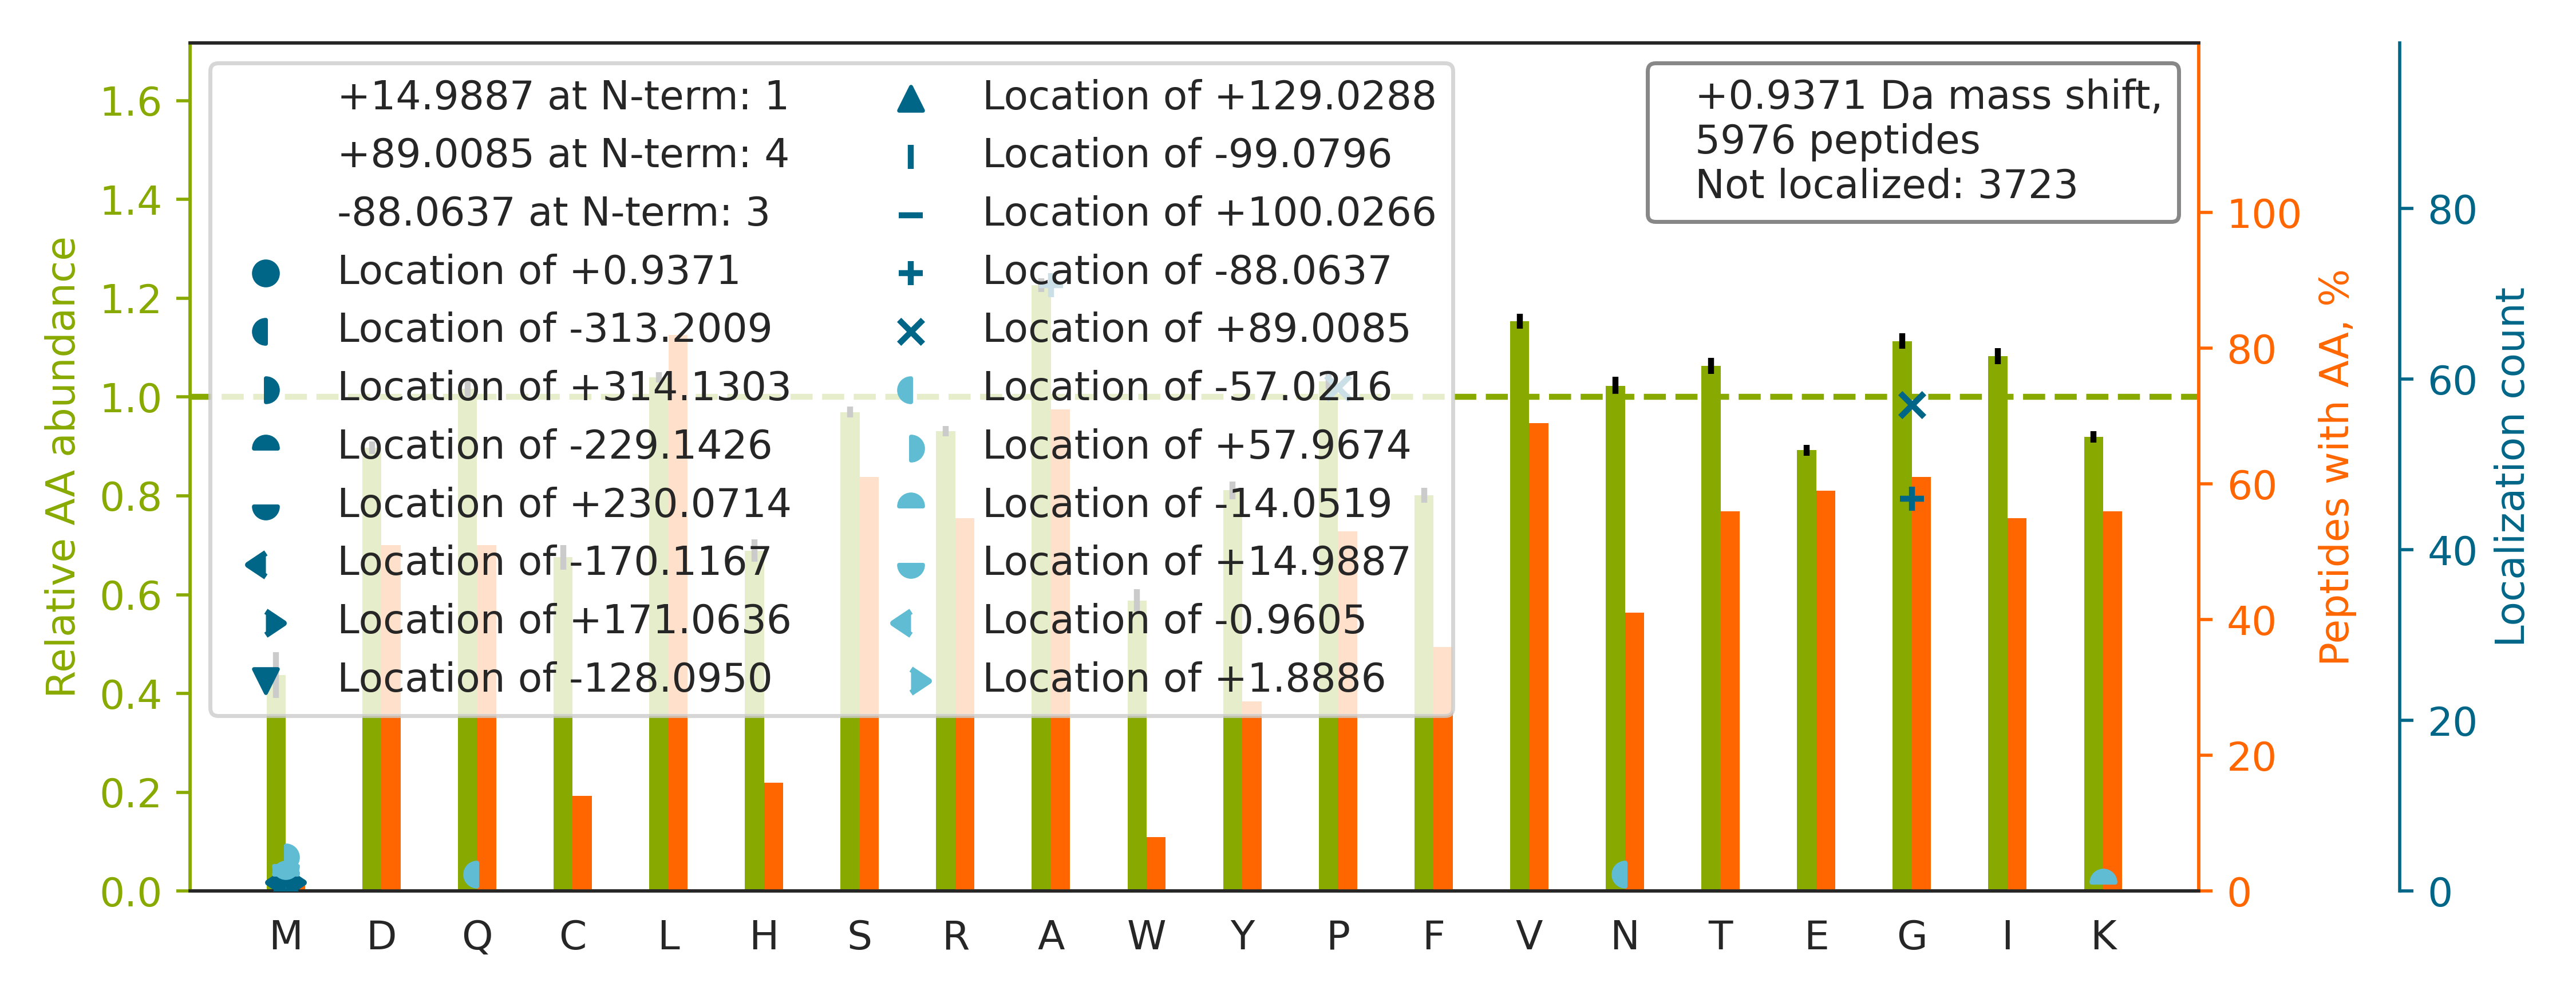 Relative AA abundance
1.6
1.4
1.2
1.0
0.8
0.6
0.4
0.2
0.0
+14.9887 at N-term: 1
+89.0085 at N-term: 4
-88.0637 at N-term: 3
Location of +0.9371
Location of -313.2009
Location of +314.1303
Location of -229.1426
Location of +230.0714
Location of -170.1167
Location of +171.0636
Location of -128.0950
Location of +129.0288
Location of -99.0796
Location of +100.0266
Location of -88.0637
Location of +89.0085
Location of -57.0216
Location of +57.9674
Location of -14.0519
Location of +14.9887
Location of -0.9605
Location of +1.8886
+0.9371 Da mass shift,
5976 peptides
Not localized: 3723
100
80
60
40
20
0
Peptides with AA, %
80
60
40
20
0
Localization count
M D Q C L H S R A W Y P F V N T E G I K